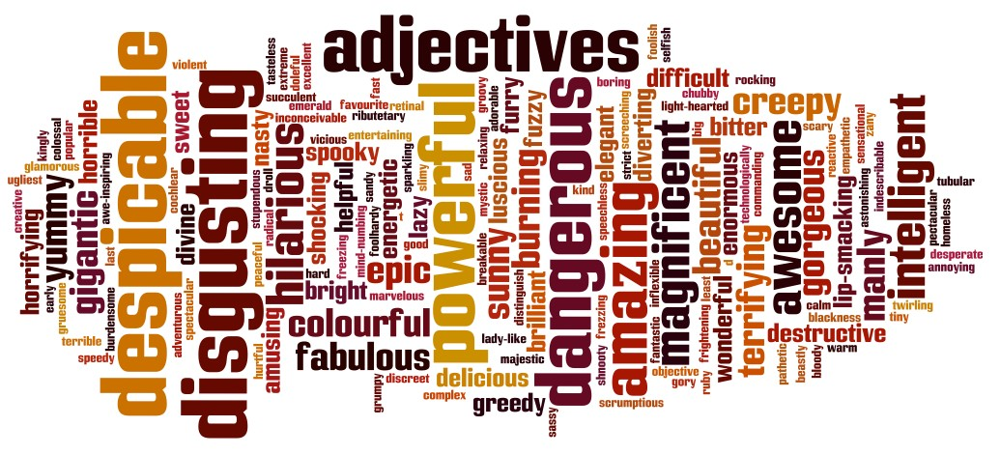 adjectives
despicable
disgusting
powerful
dangerous
amazing
magnificent
awesome
intelligent
hilarious
colourful
fabulous
epic
bright
creepy
difficult
bitter
destructive
delicious
greedy
spooky
gigantic
yummy
horrible
horrifying
sweet
divine
nasty
shocking
helpful
energetic
lazy
sunny
luscious
burning
brilliant
furry
fuzzy
elegant
diverting
beautiful
enormous
wonderful
terrifying
gorgeous
lip-smacking
manly
amusing
violent
tasteless
extreme
doleful
excellent
succulent
emerald
inconceivable
favourite
fast
retinal
tributetary
entertaining
vicious
groovy
adorable
relaxing
sensational
sad
mystic
breakable
distinguish
lady-like
majestic
boring
foolish
selfish
rocking
chubby
light-hearted
screeching
strict
big
kind
speechless
inflexible
fantastic
frezzing
shnooty
scrumptious
objective
gory
ruby
frightening
least
d
technologically
commanding
scary
reactive
empathetic
sensational
zany
astonishing
indescribable
tubular
spectacular
homeless
desperate
annoying
twirling
tiny
calm
blackness
warm
bloody
beastly
pathetic
kingly
colossal
popular
glamorous
ugliest
creative
early
gruesome
terrible
speedy
burdensome
last
awe-inspiring
cochlear
adventurous
spectacular
peaceful
stupendous
radical
droll
hurtful
hard
freezing
mind-numbing
foolhardy
sandy
t
sparkling
slimy
good
marvelous
grumpy
discreet
complex
sassy